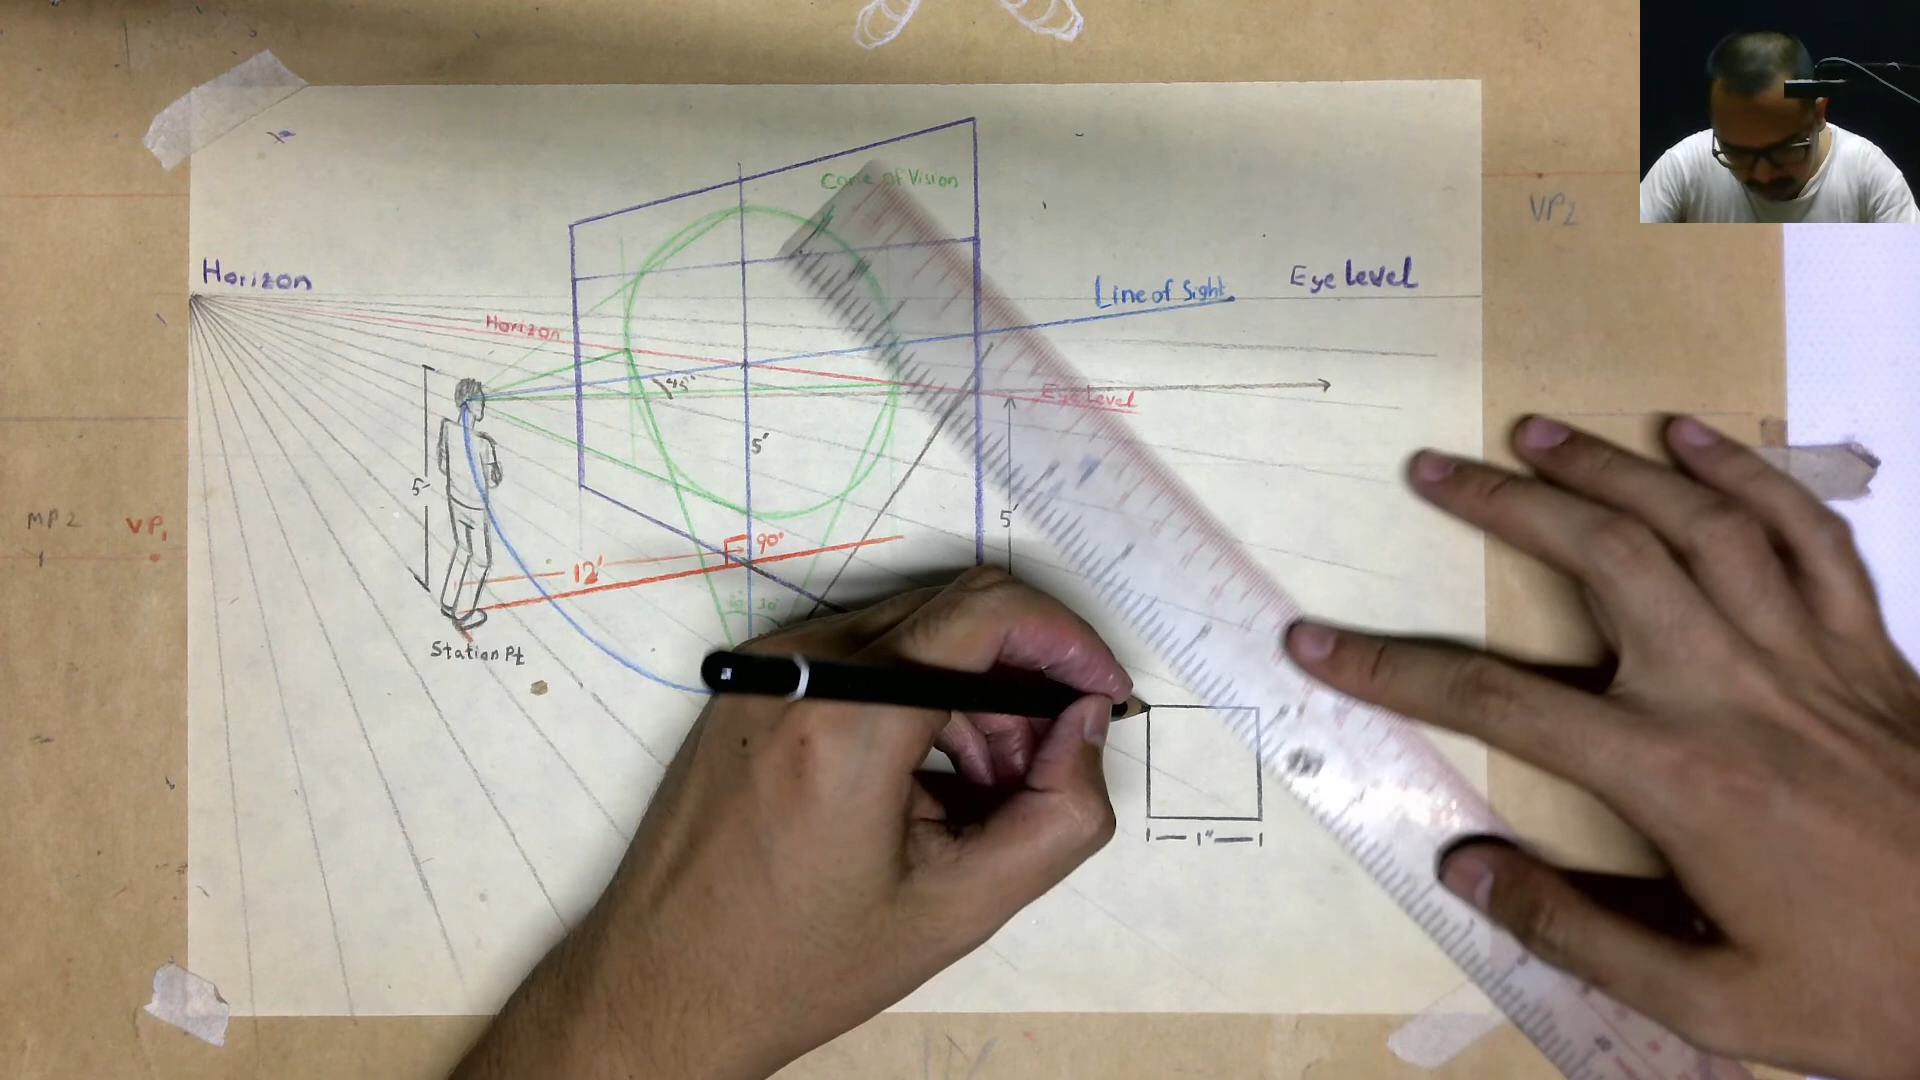 Cone of Vision
VP2
Horizon
Line of Sight
Eye level
Horizon
45°
Eye Level
5'
5'
5'
MP2
VP1
90°
12'
30°
Station Pt
1"